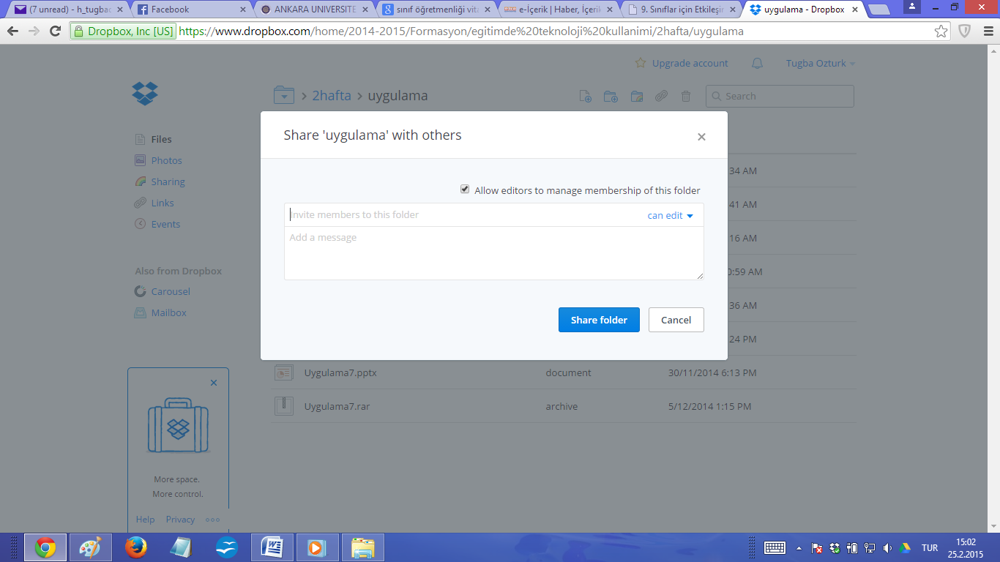 (7 unread) - h_tugbac
Facebook
ANKARA UNIVERSITE
sınıf öğretmenliği vita
e-İçerik | Haber, İçerik
9. Sınıflar için Etkileşin
uygulama - Dropbox
Dropbox, Inc [US] https://www.dropbox.com/home/2014-2015/Formasyon/egitimde%20teknoloji%20kullanimi/2hafta/uygulama
Upgrade account
Tugba Ozturk
2hafta > uygulama
Search
Share 'uygulama' with others
Files
Photos
Sharing
Links
Events
Also from Dropbox
Carousel
Mailbox
Allow editors to manage membership of this folder
Invite members to this folder
can edit
Add a message
Share folder
Cancel
34 AM
41 AM
16 AM
0:59 AM
36 AM
24 PM
Uygulama7.pptx document 30/11/2014 6:13 PM
Uygulama7.rar archive 5/12/2014 1:15 PM
More space.
More control.
Help Privacy
TUR
15:02
25.2.2015